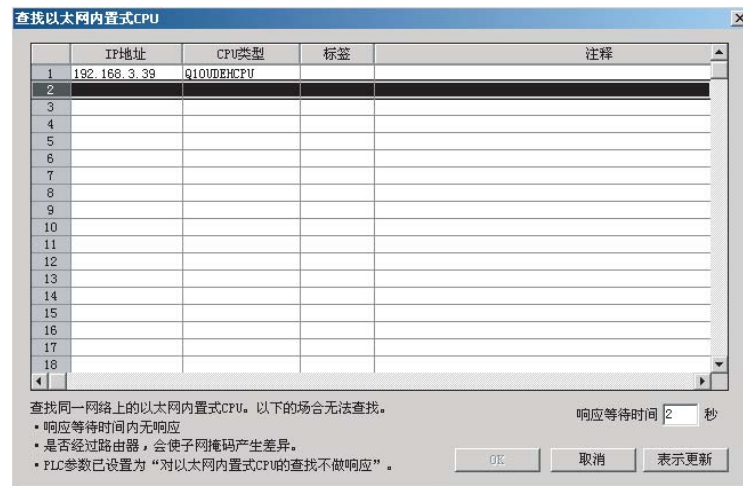 查找以太网内置式CPU
IP地址 CPU类型 标签 注释
1 192.168.3.39 Q10UDEHCPU
2
3
4
5
6
7
8
9
10
11
12
13
14
15
16
17
18
查找同一网络上的以太网内置式CPU。以下的场合无法查找。
▪响应等待时间内无响应
▪是否经过路由器，会使子网掩码产生差异。
▪PLC参数已设置为“对以太网内置式CPU的查找不做响应”。
响应等待时间 2 秒
OK 取消 表示更新